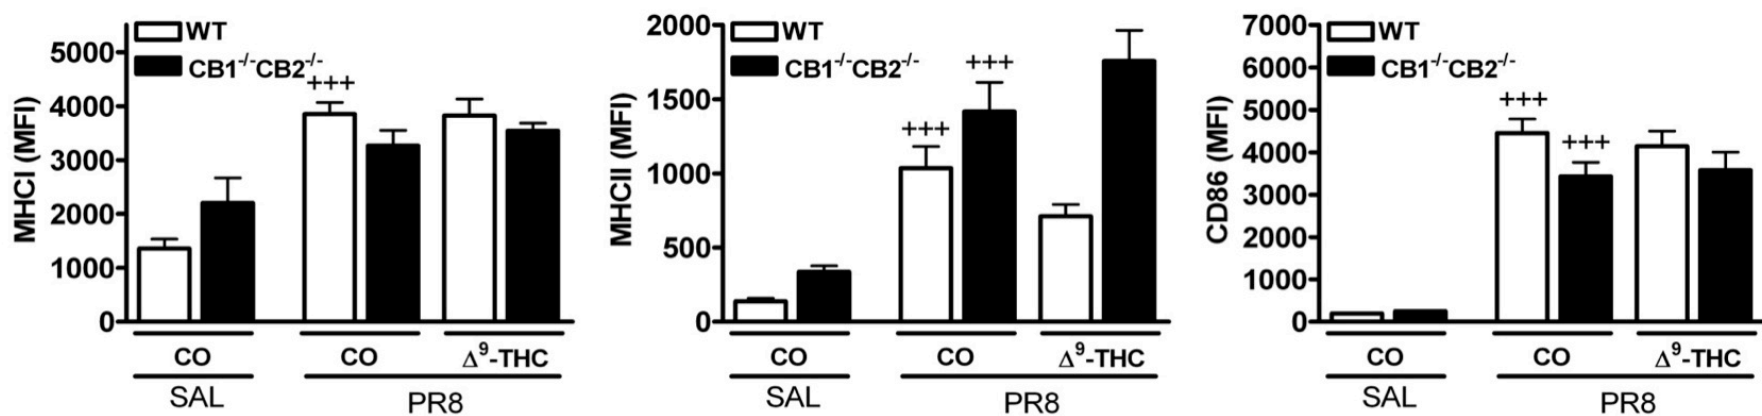 MHCI (MFI)
5000
4000
3000
2000
1000
0
WT
CB1-/-CB2-/-
+++
CO
CO
Δ9-THC
SAL
PR8
MHCII (MFI)
2000
1500
1000
500
0
WT
CB1-/-CB2-/-
+++
+++
CO
CO
Δ9-THC
SAL
PR8
CD86 (MFI)
7000
6000
5000
4000
3000
2000
1000
0
WT
CB1-/-CB2-/-
+++
+++
CO
CO
Δ9-THC
SAL
PR8